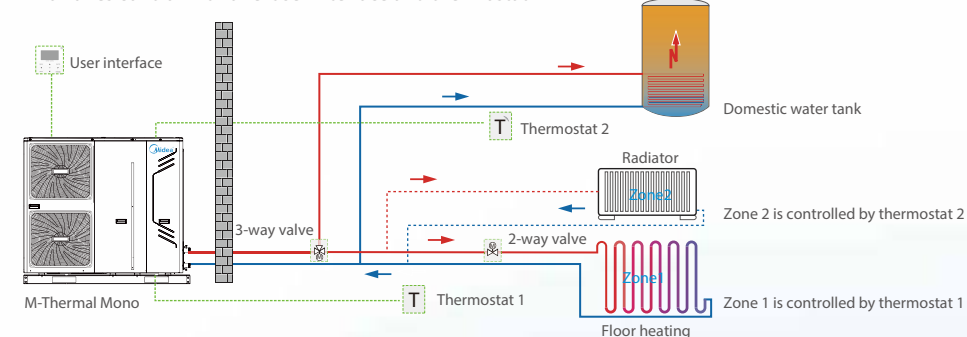 User interface
Domestic water tank
T
Thermostat 2
Midea
Radiator
Zone2
Zone 2 is controlled by thermostat 2
3-way valve
2-way valve
Zone1
M-Thermal Mono
T
Thermostat 1
Zone 1 is controlled by thermostat 1
Floor heating